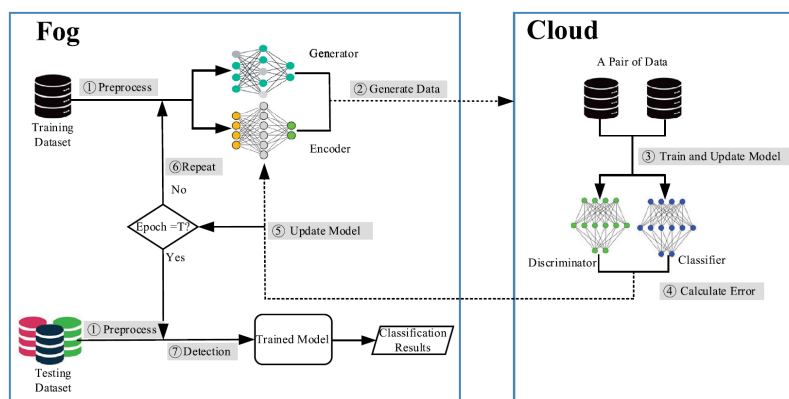 Fog
Generator
① Preprocess
② Generate Data
Training
Dataset
Encoder
⑥Repeat
No
Epoch =T?
⑤ Update Model
Yes
① Preprocess
⑦Detection
Trained Model
Classification
Results
Testing
Dataset
Cloud
A Pair of Data
③ Train and Update Model
Discriminator
Classifier
④ Calculate Error